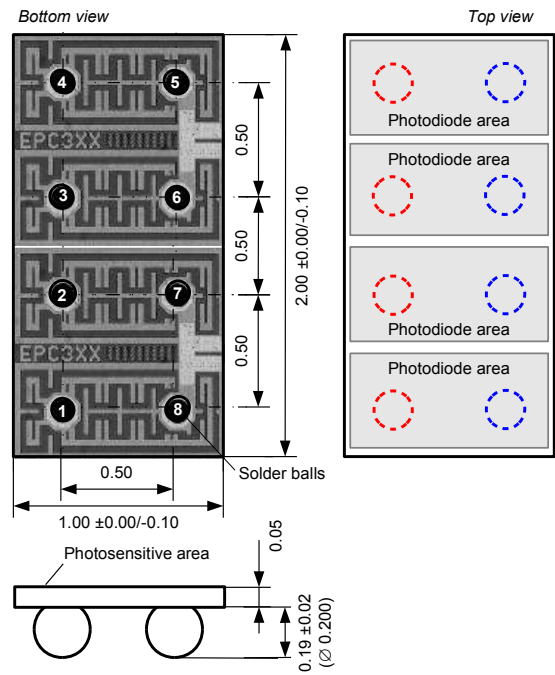 Bottom view
Top view
4
5
EPC3XX
3
6
2
7
EPC3XX
1
8
0.50
0.50
0.50
2.00 ±0.00/-0.10
0.50
Solder balls
1.00 ±0.00/-0.10
Photodiode area
Photodiode area
Photodiode area
Photodiode area
Photosensitive area
0.05
0.19 ±0.02
(∅ 0.200)